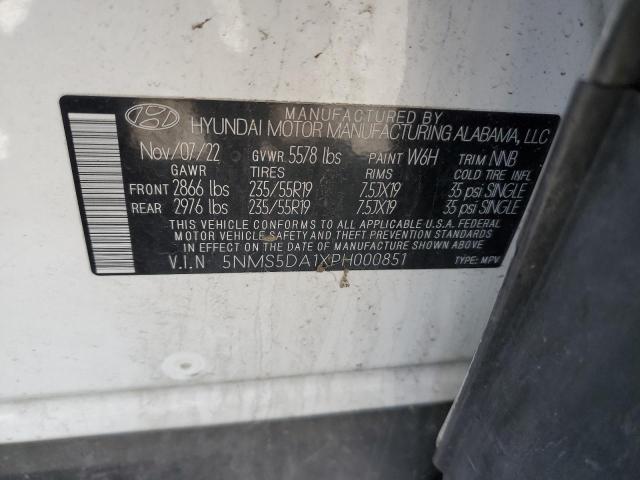 MANUFACTURED BY
HYUNDAI MOTOR MANUFACTURING ALABAMA, LLC
Nov/07/22 GVWR 5578 lbs PAINT W6H TRIM NNB
GAWR TIRES RIMS COLD TIRE INFL
FRONT 2866 lbs 235/55R19 7.5JX19 35 psi SINGLE
REAR 2976 lbs 235/55R19 7.5JX19 35 psi SINGLE
THIS VEHICLE CONFORMS TO ALL APPLICABLE U.S.A. FEDERAL
MOTOR VEHICLE SAFETY AND THEFT PREVENTION STANDARDS
IN EFFECT ON THE DATE OF MANUFACTURE SHOWN ABOVE.
V.I.N 5NMS5DA1XPH000851 TYPE: MPV